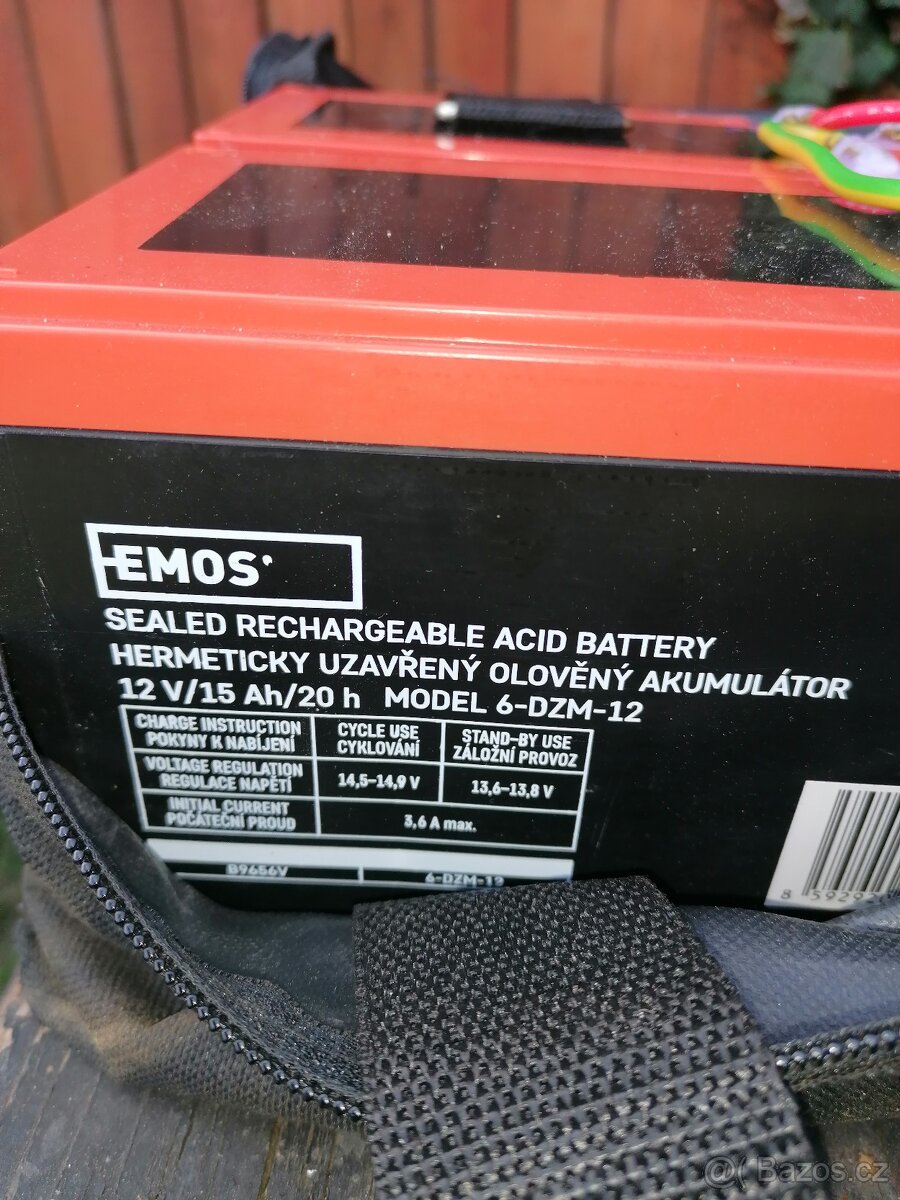 EMOS
SEALED RECHARGEABLE ACID BATTERY
HERMETICKY UZAVŘENÝ OLOVĚNÝ AKUMULÁTOR
12 V/15 Ah/20 h MODEL 6-DZM-12
CHARGE INSTRUCTION CYCLE USE STAND-BY USE
POKYNY K NABÍJENÍ CYKLOVÁNÍ ZÁLOŽNÍ PROVOZ
VOLTAGE REGULATION
REGULACE NAPĚTÍ 14,5–14,9 V 13,6–13,8 V
INITIAL CURRENT
POČÁTEČNÍ PROUD 3,6 A max.
B9656V 6-DZM-12
@ Bazos.cz